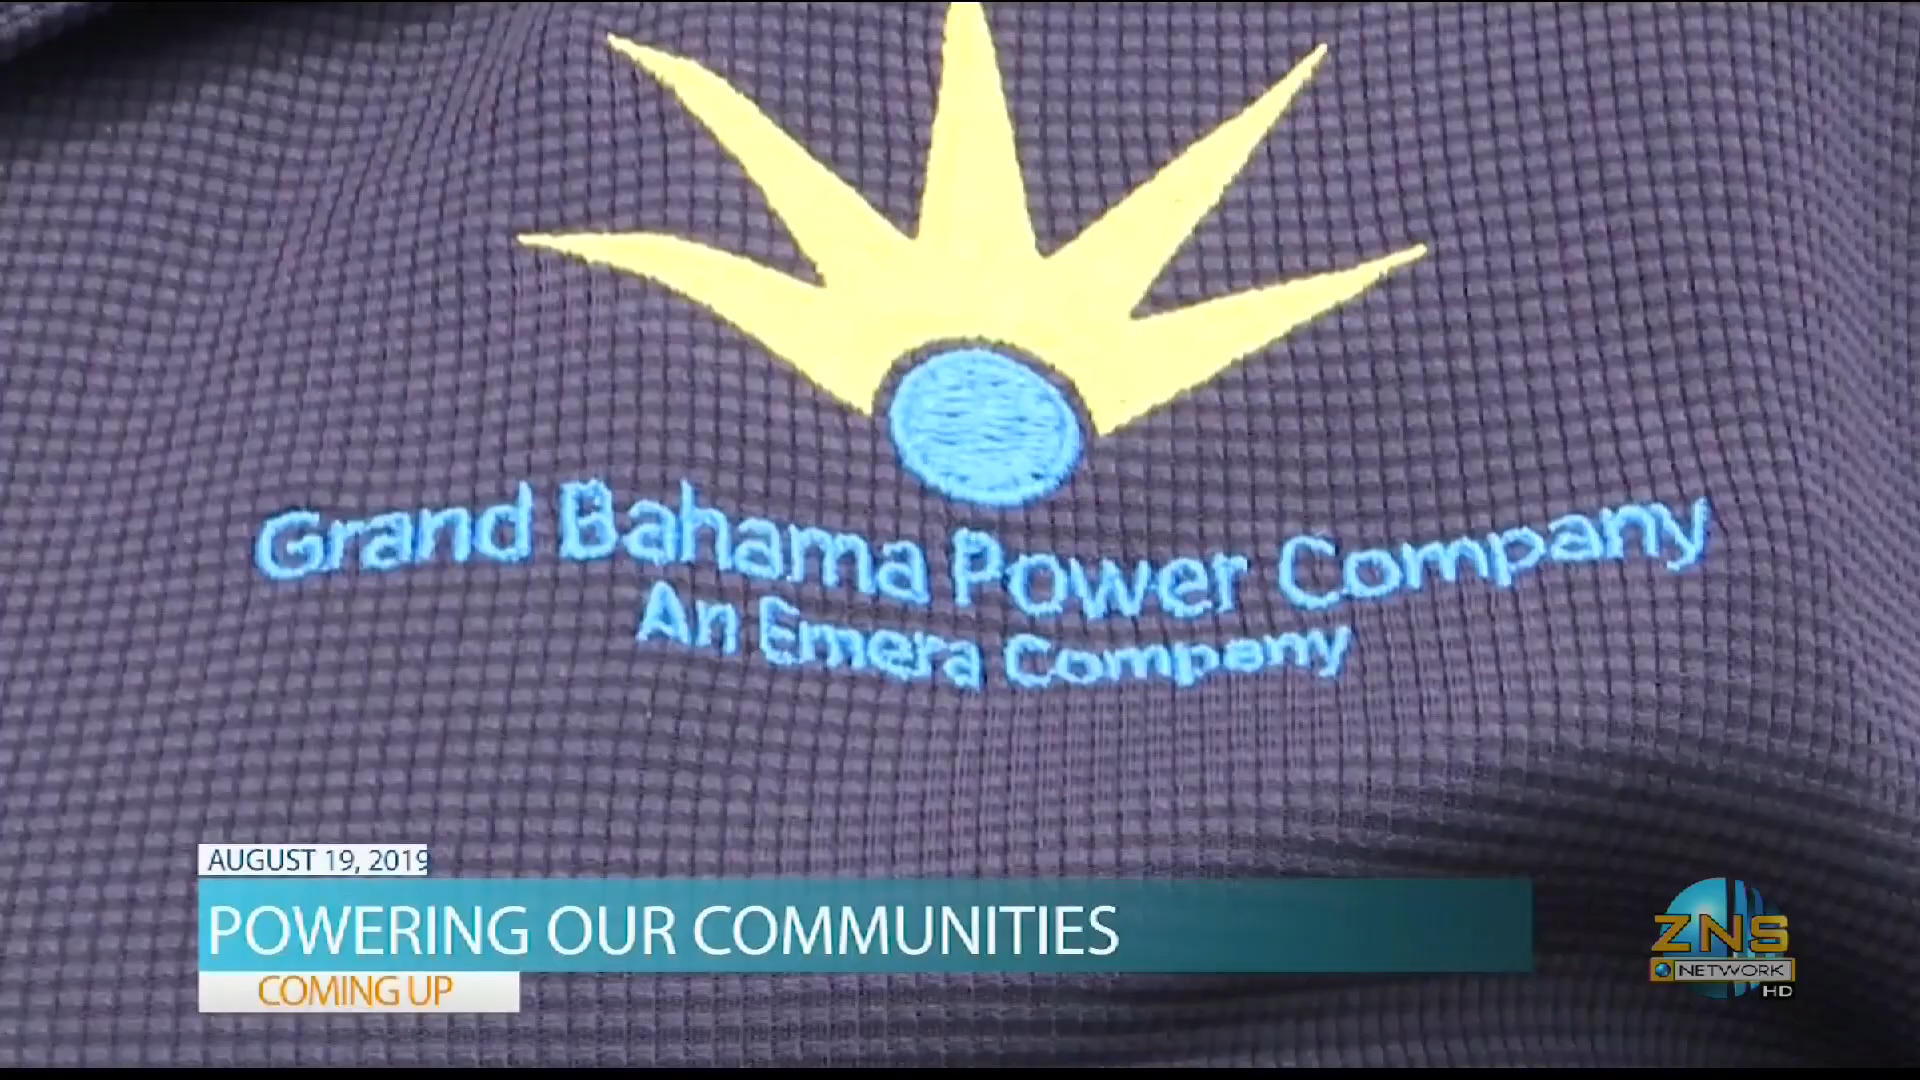 Grand Bahama Power Company
An Emera Company
AUGUST 19, 2019
POWERING OUR COMMUNITIES
COMING UP
ZNS
NETWORK
HD